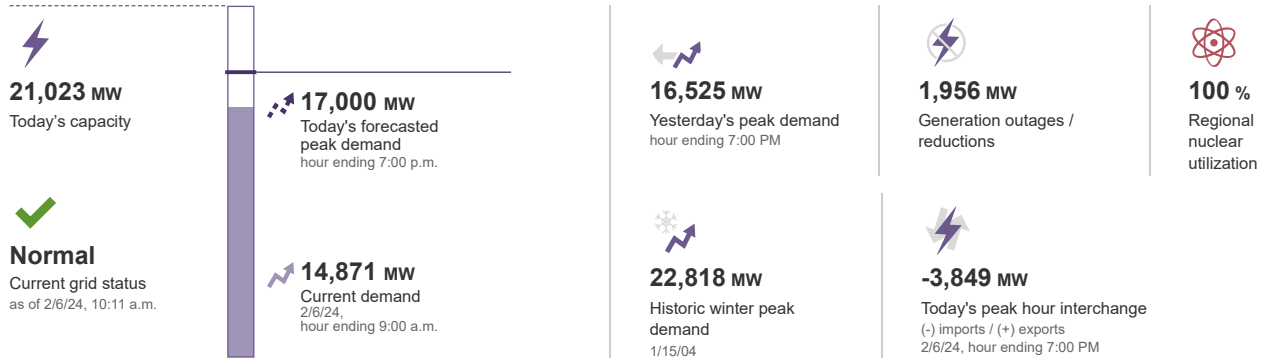 21,023 MW
Today's capacity
Normal
Current grid status
as of 2/6/24, 10:11 a.m.
17,000 MW
Today's forecasted
peak demand
hour ending 7:00 p.m.
14,871 MW
Current demand
2/6/24,
hour ending 9:00 a.m.
16,525 MW
Yesterday's peak demand
hour ending 7:00 PM
1,956 MW
Generation outages /
reductions
100 %
Regional
nuclear
utilization
22,818 MW
Historic winter peak
demand
1/15/04
-3,849 MW
Today's peak hour interchange
(-) imports / (+) exports
2/6/24, hour ending 7:00 PM